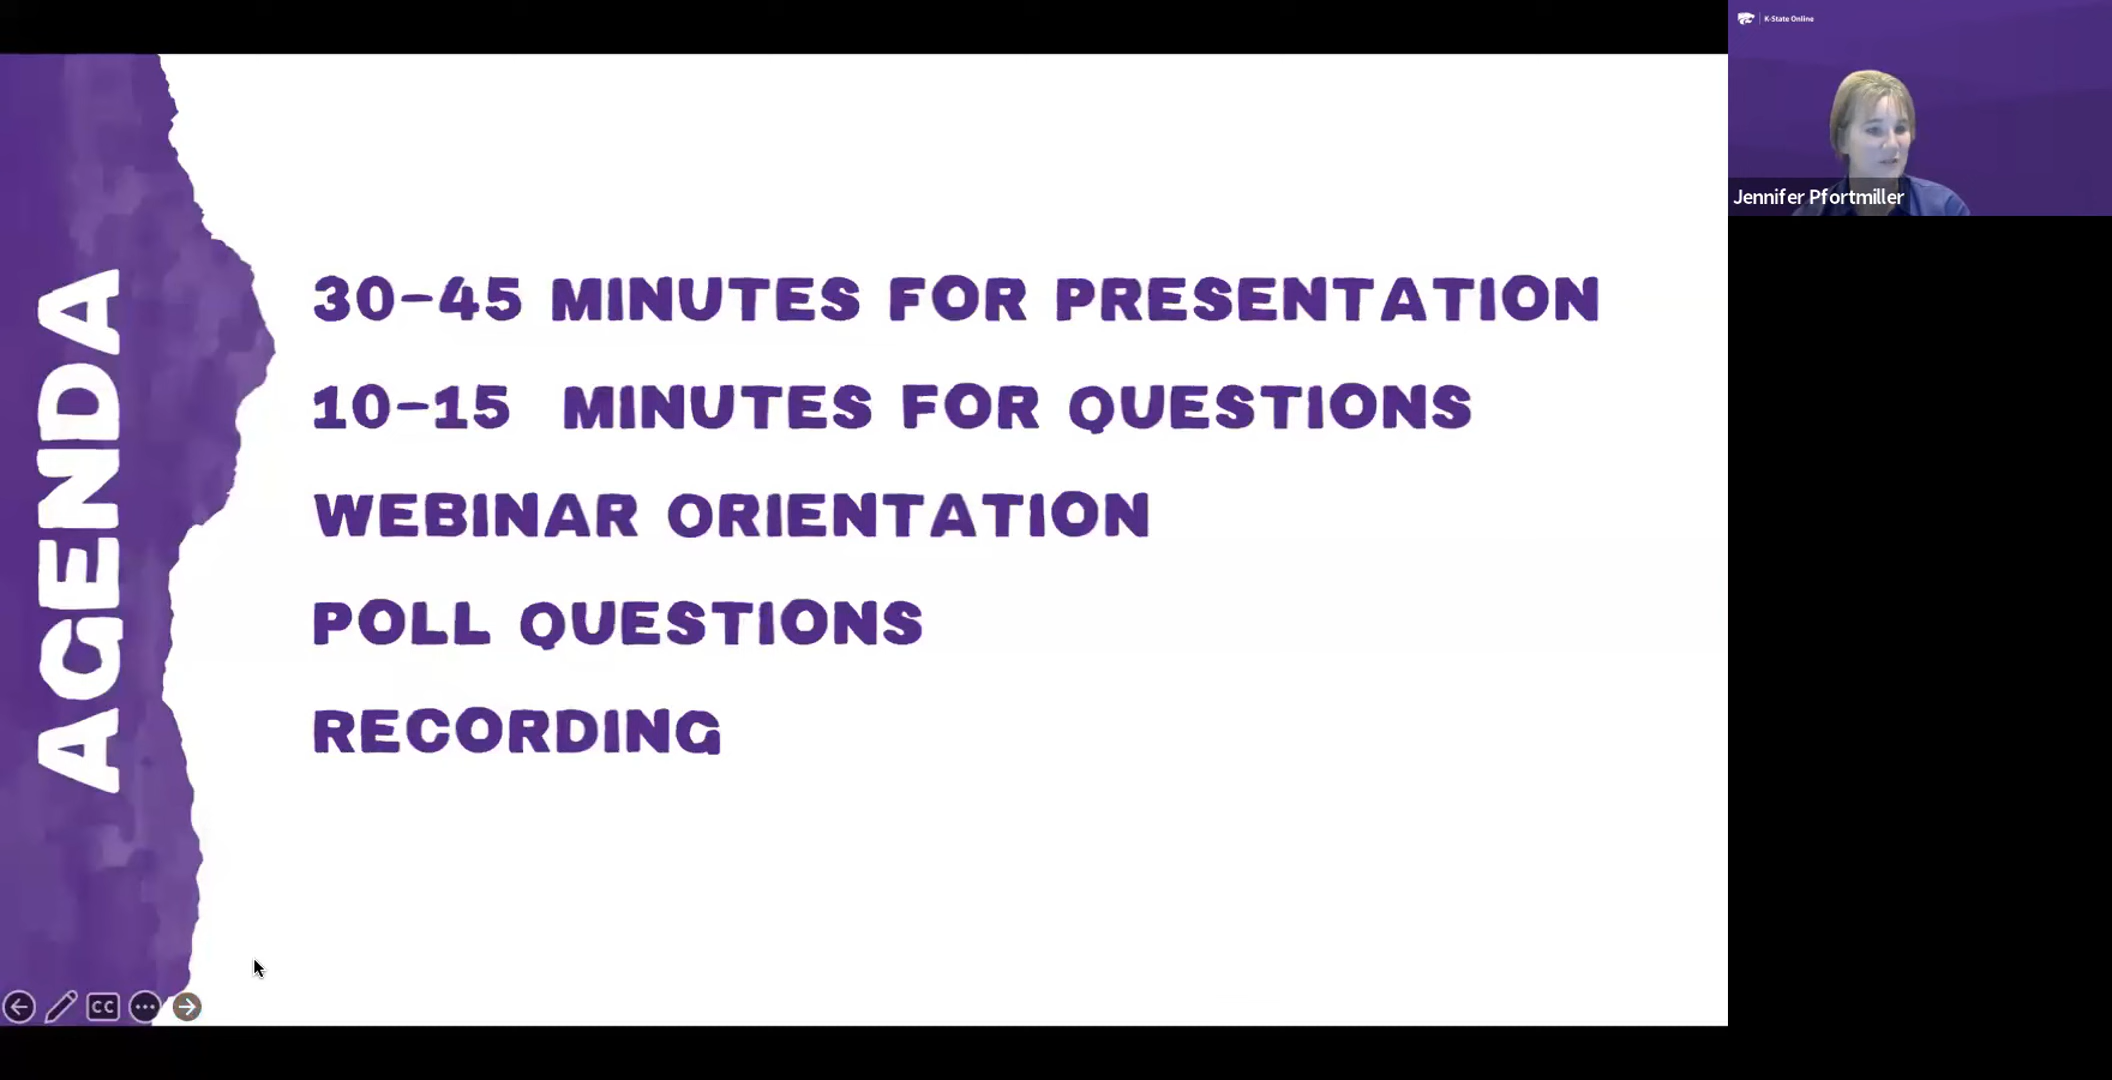 AGENDA
30-45 MINUTES FOR PRESENTATION
10-15 MINUTES FOR QUESTIONS
WEBINAR ORIENTATION
POLL QUESTIONS
RECORDING
K-State Online
Jennifer Pfortmiller
CC